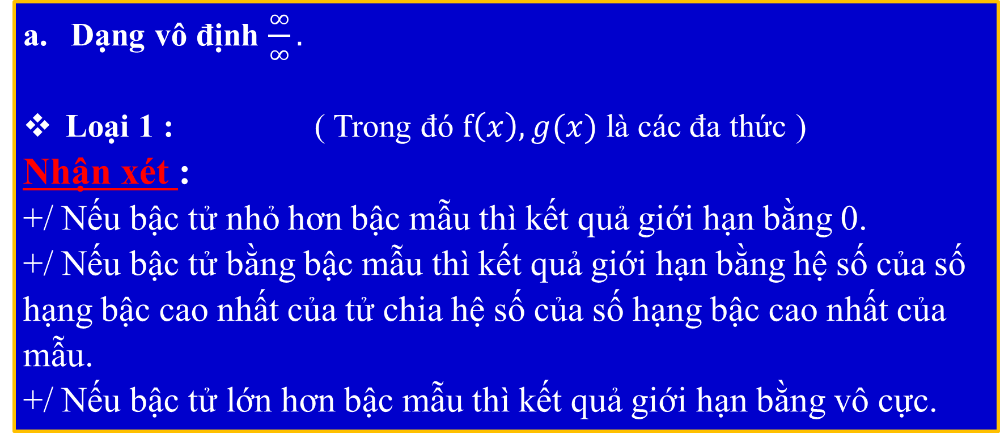 a. Dạng vô định ∞/∞ .
❖ Loại 1 : ( Trong đó f(x), g(x) là các đa thức )
Nhận xét :
+/ Nếu bậc tử nhỏ hơn bậc mẫu thì kết quả giới hạn bằng 0.
+/ Nếu bậc tử bằng bậc mẫu thì kết quả giới hạn bằng hệ số của số
hạng bậc cao nhất của tử chia hệ số của số hạng bậc cao nhất của
mẫu.
+/ Nếu bậc tử lớn hơn bậc mẫu thì kết quả giới hạn bằng vô cực.